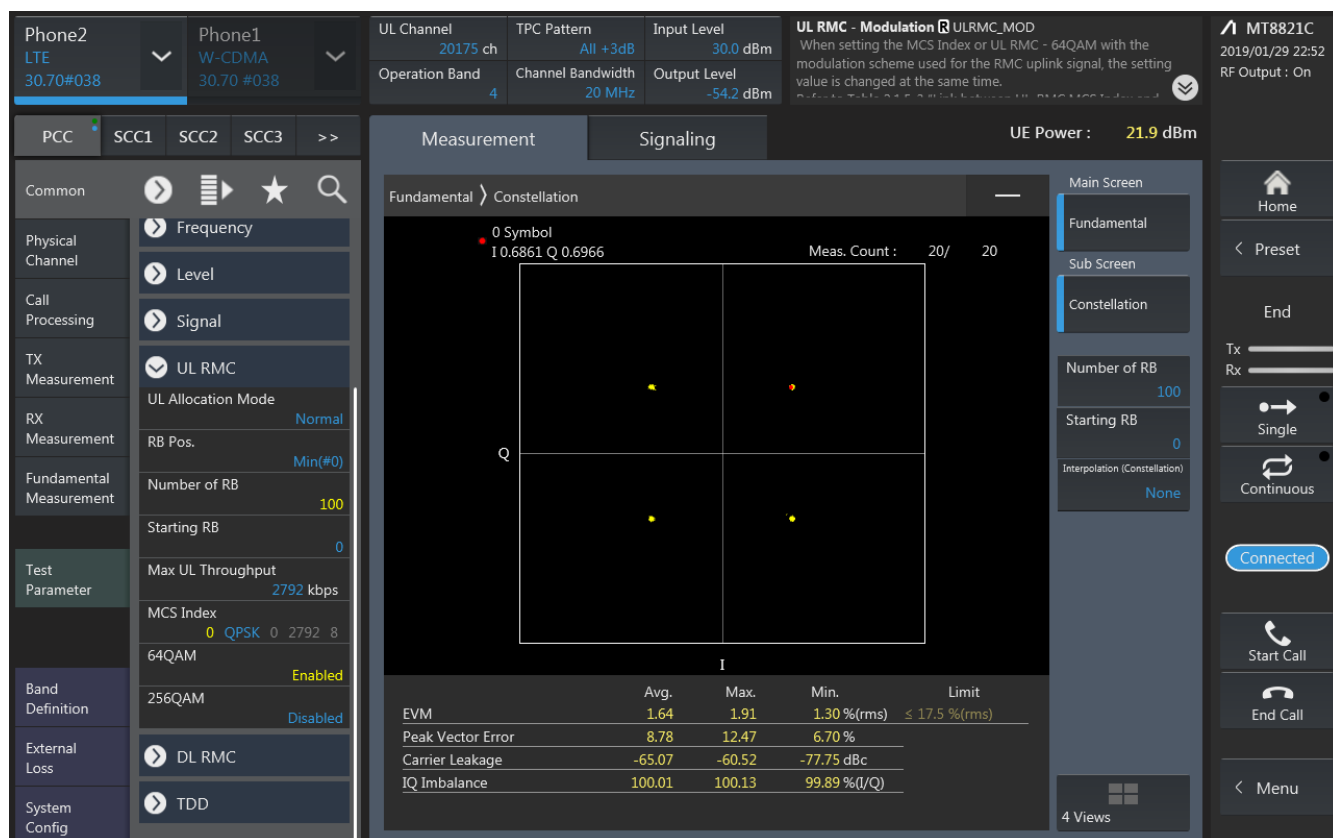 Phone2
LTE
30.70#038
Phone1
W-CDMA
30.70 #038
UL Channel
20175 ch
TPC Pattern
All +3dB
Input Level
30.0 dBm
Operation Band
4
Channel Bandwidth
20 MHz
Output Level
-54.2 dBm
UL RMC - Modulation R ULRMC_MOD
When setting the MCS Index or UL RMC - 64QAM with the
modulation scheme used for the RMC uplink signal, the setting
value is changed at the same time.
MT8821C
2019/01/29 22:52
RF Output : On
PCC SCC1 SCC2 SCC3 >>
Measurement
Signaling
UE Power : 21.9 dBm
Common
Physical
Channel
Call
Processing
TX
Measurement
RX
Measurement
Fundamental
Measurement
Test
Parameter
Band
Definition
External
Loss
System
Config
Frequency
Level
Signal
UL RMC
UL Allocation Mode
Normal
RB Pos.
Min(#0)
Number of RB
100
Starting RB
0
Max UL Throughput
2792 kbps
MCS Index
0 QPSK 0 2792 8
64QAM
Enabled
256QAM
Disabled
DL RMC
TDD
Fundamental 〉 Constellation
0 Symbol
I 0.6861 Q 0.6966
Meas. Count : 20/ 20
Q
I
Avg. Max. Min. Limit
EVM 1.64 1.91 1.30 %(rms) ≤ 17.5 %(rms)
Peak Vector Error 8.78 12.47 6.70 %
Carrier Leakage -65.07 -60.52 -77.75 dBc
IQ Imbalance 100.01 100.13 99.89 %(I/Q)
Main Screen
Fundamental
Sub Screen
Constellation
Number of RB
100
Starting RB
0
Interpolation (Constellation)
None
4 Views
Home
< Preset
End
Tx
Rx
Single
Continuous
Connected
Start Call
End Call
< Menu